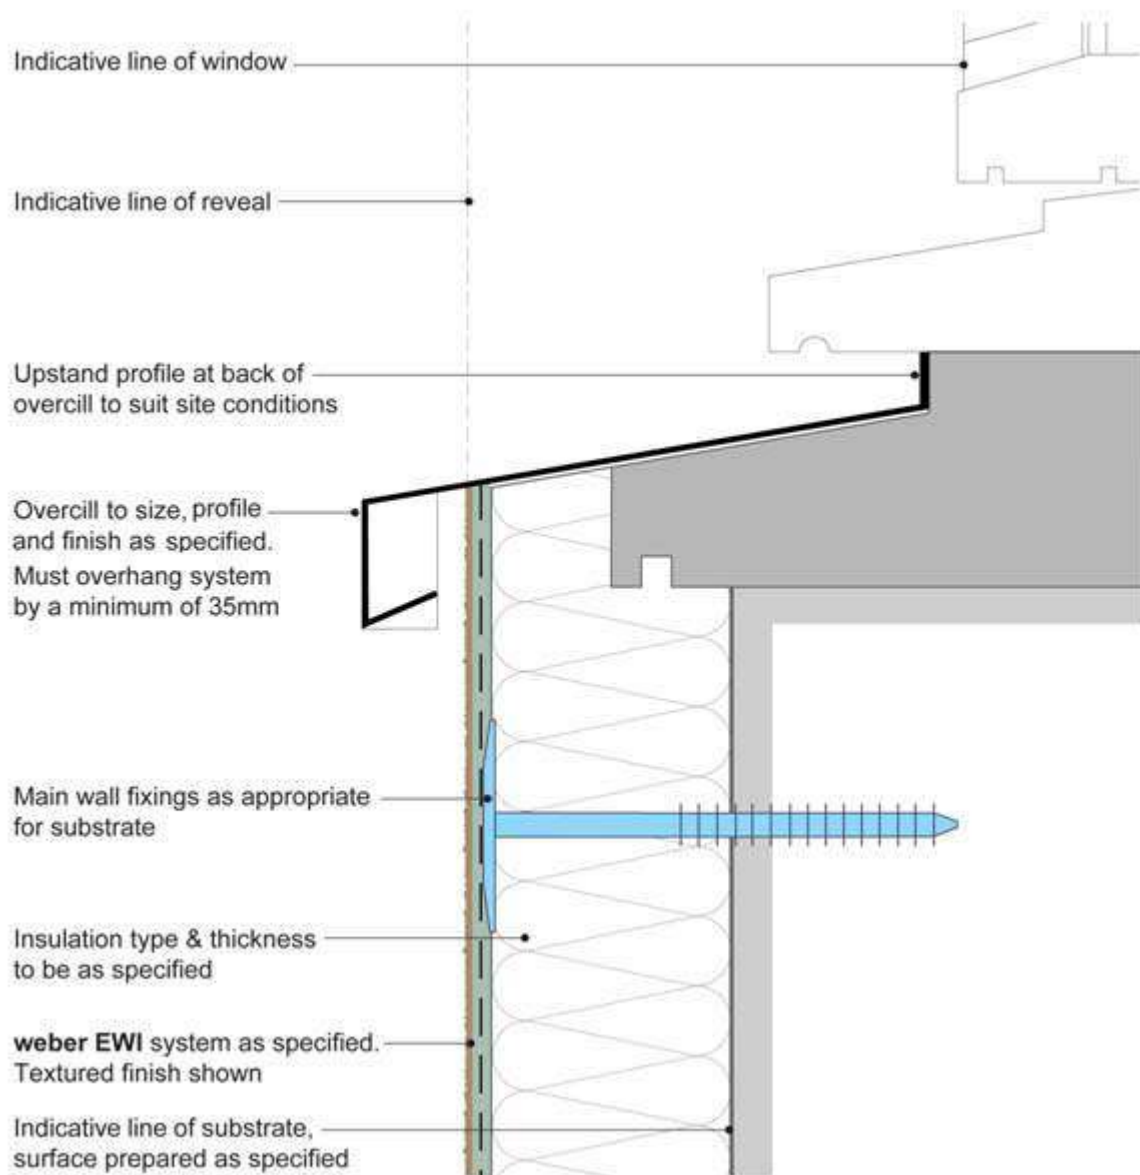 Indicative line of window
Indicative line of reveal
Upstand profile at back of
overcill to suit site conditions
Overcill to size, profile
and finish as specified.
Must overhang system
by a minimum of 35mm
Main wall fixings as appropriate
for substrate
Insulation type & thickness
to be as specified
weber EWI system as specified.
Textured finish shown
Indicative line of substrate,
surface prepared as specified